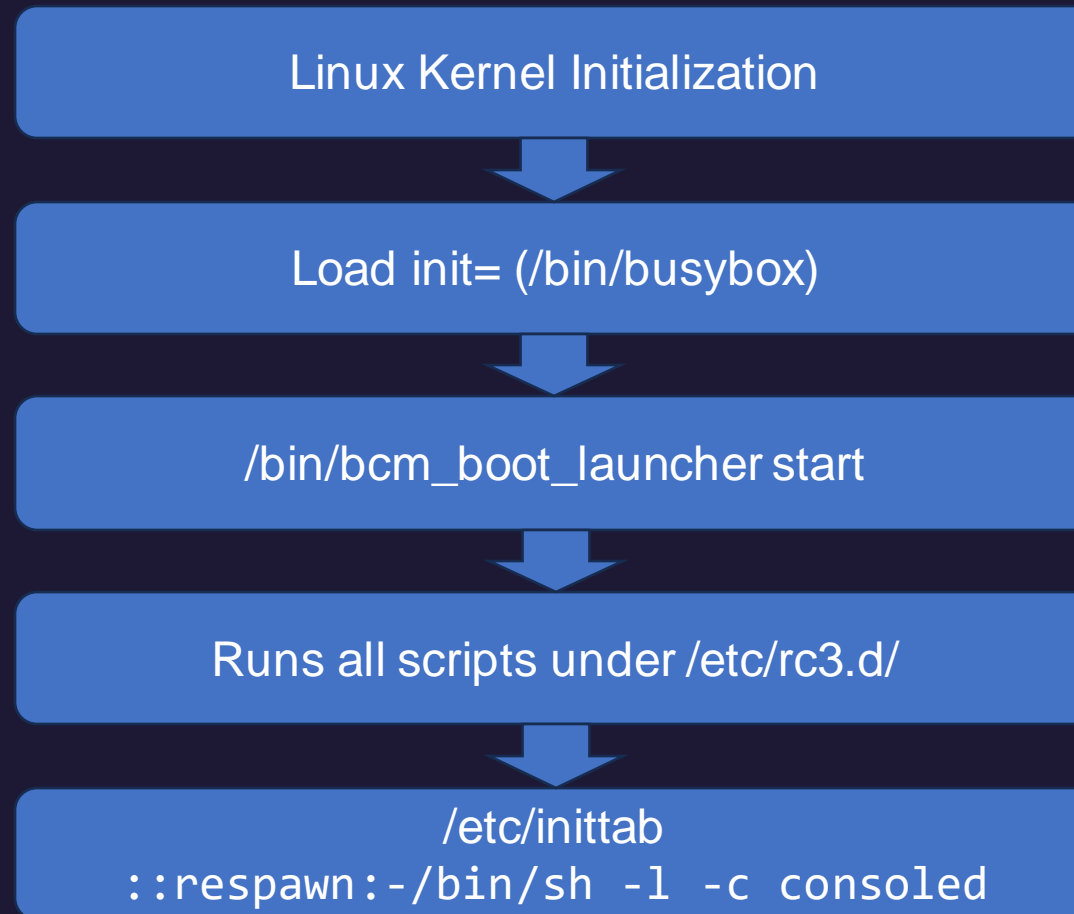 Linux Kernel Initialization
Load init= (/bin/busybox)
/bin/bcm_boot_launcher start
Runs all scripts under /etc/rc3.d/
/etc/inittab
::respawn:-/bin/sh -l -c consoled